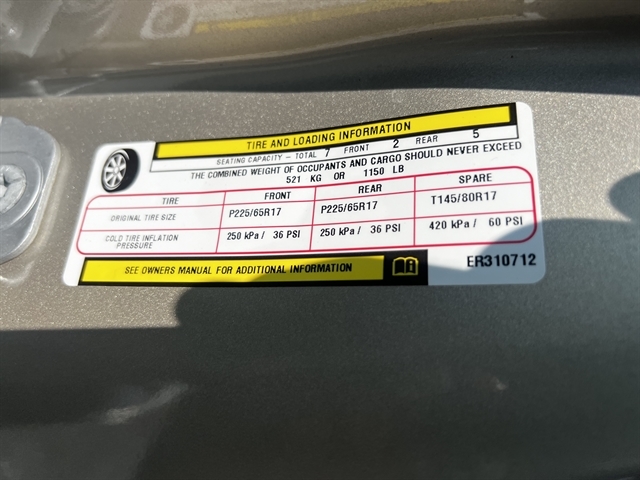 TIRE AND LOADING INFORMATION
SEATING CAPACITY – TOTAL 7 FRONT 2 REAR 5
THE COMBINED WEIGHT OF OCCUPANTS AND CARGO SHOULD NEVER EXCEED
521 KG OR 1150 LB
TIRE FRONT REAR SPARE
ORIGINAL TIRE SIZE P225/65R17 P225/65R17 T145/80R17
COLD TIRE INFLATION PRESSURE 250 kPa / 36 PSI 250 kPa / 36 PSI 420 kPa / 60 PSI
SEE OWNERS MANUAL FOR ADDITIONAL INFORMATION ER310712